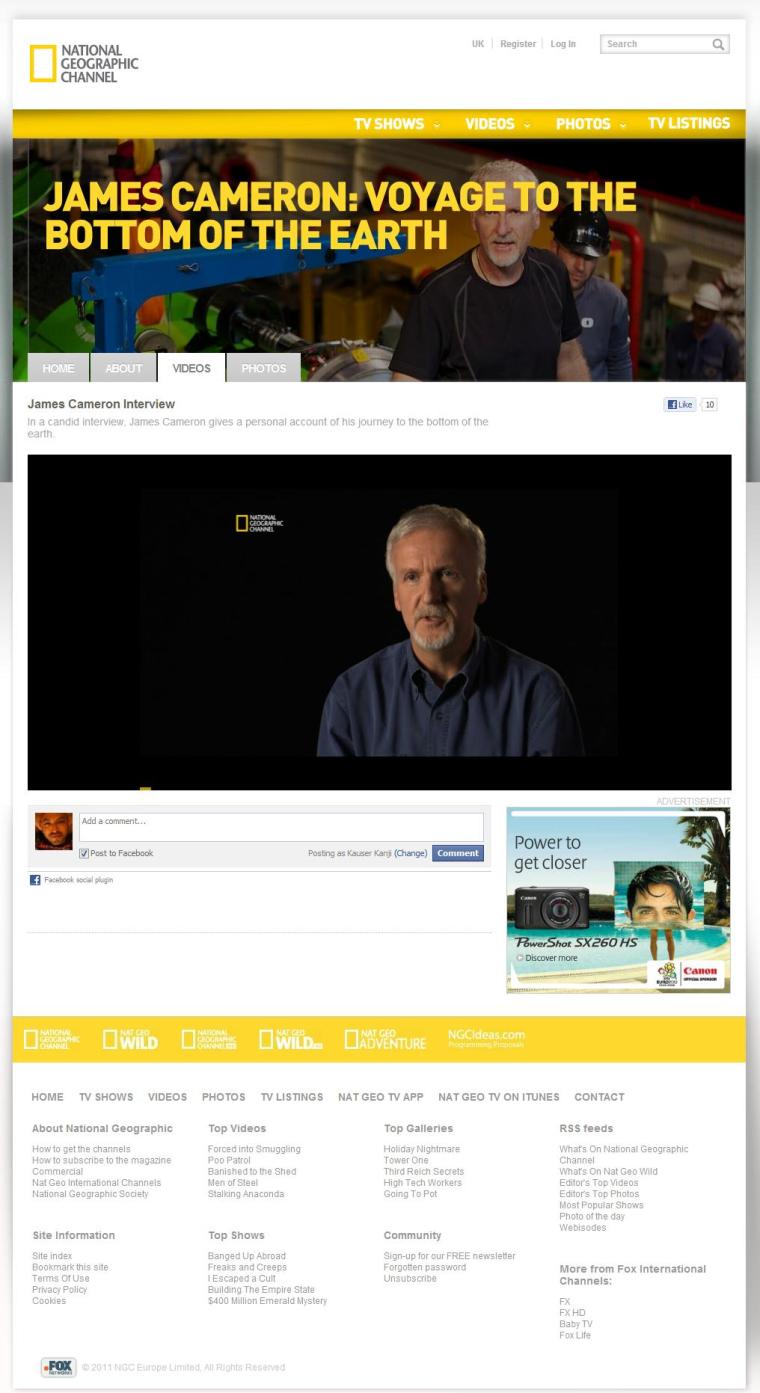 NATIONAL
GEOGRAPHIC
CHANNEL
UK Register Log In Search
TV SHOWS VIDEOS PHOTOS TV LISTINGS
JAMES CAMERON: VOYAGE TO THE
BOTTOM OF THE EARTH
HOME ABOUT VIDEOS PHOTOS
James Cameron Interview
Like 10
In a candid interview, James Cameron gives a personal account of his journey to the bottom of the
earth.
NATIONAL
GEOGRAPHIC
CHANNEL
ADVERTISEMENT
Add a comment...
Post to Facebook Posting as Kauser Kanji (Change) Comment
Facebook social plugin
Power to
get closer
Canon
PowerShot SX260 HS
Discover more
Canon
OFFICIAL SPONSOR
NATIONAL
GEOGRAPHIC
CHANNEL
NAT GEO
WILD
NATIONAL
GEOGRAPHIC
CHANNEL HD
NAT GEO
WILD HD
NAT GEO
ADVENTURE
NGCideas.com
Programming Proposals
HOME TV SHOWS VIDEOS PHOTOS TV LISTINGS NAT GEO TV APP NAT GEO TV ON ITUNES CONTACT
About National Geographic
How to get the channels
How to subscribe to the magazine
Commercial
Nat Geo International Channels
National Geographic Society
Top Videos
Forced into Smuggling
Poo Patrol
Banished to the Shed
Men of Steel
Stalking Anaconda
Top Galleries
Holiday Nightmare
Tower One
Third Reich Secrets
High Tech Workers
Going To Pot
RSS feeds
What's On National Geographic
Channel
What's On Nat Geo Wild
Editor's Top Videos
Editor's Top Photos
Most Popular Shows
Photo of the day
Webisodes
Site Information
Site index
Bookmark this site
Terms Of Use
Privacy Policy
Cookies
Top Shows
Banged Up Abroad
Freaks and Creeps
I Escaped a Cult
Building The Empire State
$400 Million Emerald Mystery
Community
Sign-up for our FREE newsletter
Forgotten password
Unsubscribe
More from Fox International
Channels:
FX
FX HD
Baby TV
Fox Life
FOX
NETWORKS
© 2011 NGC Europe Limited, All Rights Reserved